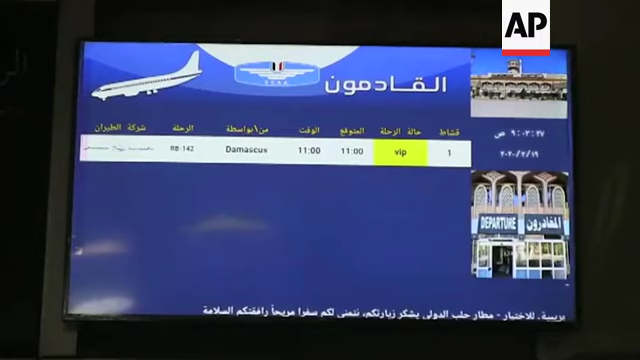 AP
القادمون
شركة الطيران الرحلة من\بواسطة الوقت المتوقع حالة الرحلة قشاط
RB-142 Damascus 11:00 11:00 vip 1
٩:٠٣:٢٧ ص
٢٠٢٠/٢/١٩
DEPARTURE المغادرون
للاختبار - مطار حلب الدولي يشكر زيارتكم، نتمنى لكم سفرا مريحاً رافقتكم السلامة